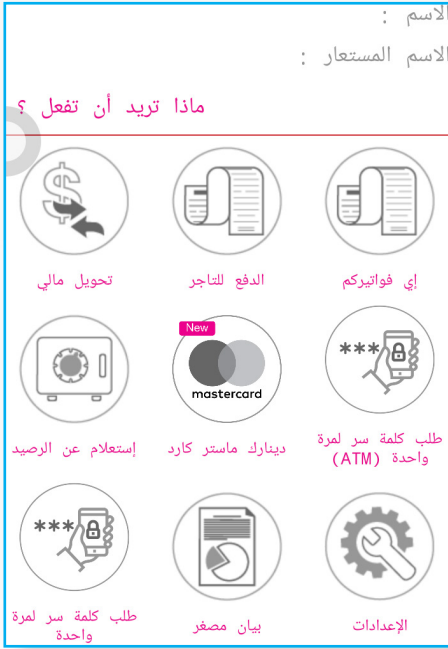 الاسم :
الاسم المستعار :
ماذا تريد أن تفعل ؟
إي فواتيركم
الدفع للتاجر
تحويل مالي
***
طلب كلمة سر لمرة
واحدة (ATM)
New
mastercard
دينارك ماستر كارد
إستعلام عن الرصيد
الإعدادات
بيان مصغر
***
طلب كلمة سر لمرة
واحدة